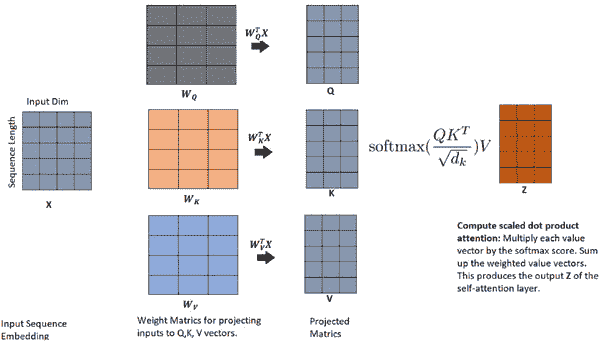 Input Dim
Sequence Length
X
Input Sequence
Embedding
W_Q
W_K
W_V
Weight Matrics for projecting
inputs to Q,K, V vectors.
W_Q^T X
W_K^T X
W_V^T X
Q
K
V
Projected
Matrics
softmax(QK^T/√d_k)V
Z
Compute scaled dot product
attention: Multiply each value
vector by the softmax score. Sum
up the weighted value vectors.
This produces the output Z of the
self-attention layer.